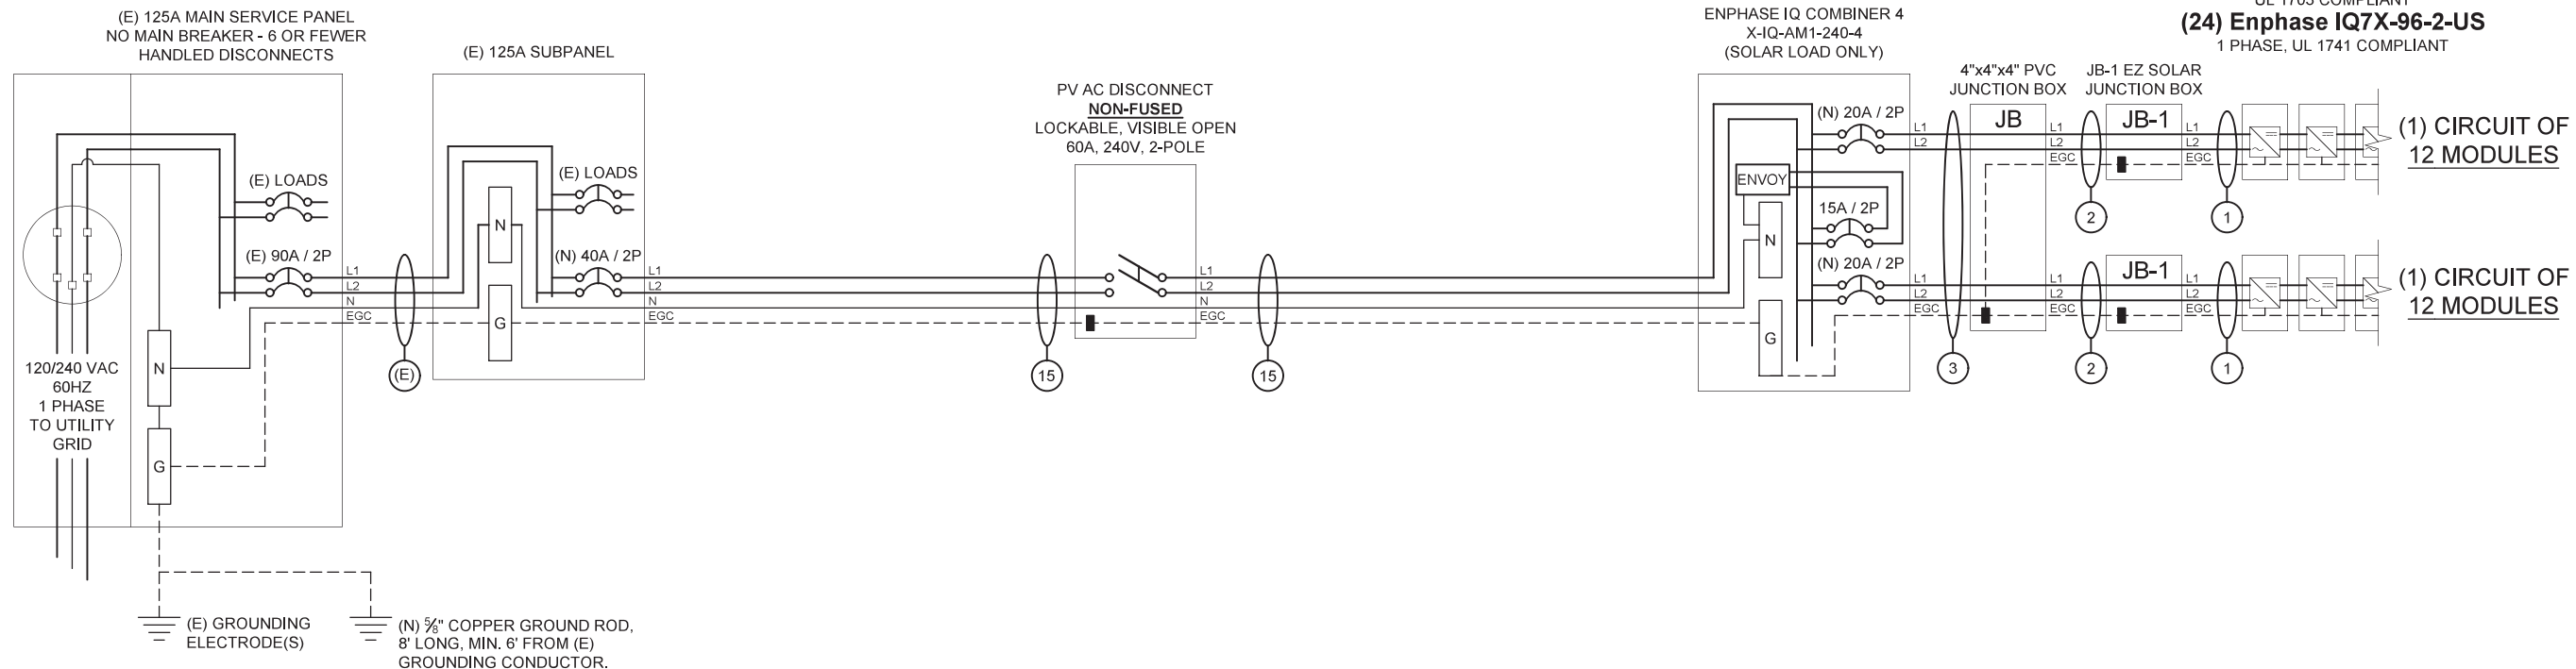 (E) 125A MAIN SERVICE PANEL
NO MAIN BREAKER - 6 OR FEWER
HANDLED DISCONNECTS
(E) LOADS
(E) 90A / 2P
L1
L2
N
EGC
(E)
N
G
120/240 VAC
60HZ
1 PHASE
TO UTILITY
GRID
(E) GROUNDING
ELECTRODE(S)
(N) ⅝" COPPER GROUND ROD,
8' LONG, MIN. 6' FROM (E)
GROUNDING CONDUCTOR.
(E) 125A SUBPANEL
(E) LOADS
N
(N) 40A / 2P
G
L1
L2
N
EGC
15
PV AC DISCONNECT
NON-FUSED
LOCKABLE, VISIBLE OPEN
60A, 240V, 2-POLE
L1
L2
N
EGC
15
ENPHASE IQ COMBINER 4
X-IQ-AM1-240-4
(SOLAR LOAD ONLY)
(N) 20A / 2P
ENVOY
15A / 2P
N
(N) 20A / 2P
G
L1
L2
L1
L2
EGC
3
4"x4"x4" PVC
JUNCTION BOX
JB
L1
L2
EGC
2
L1
L2
EGC
2
JB-1 EZ SOLAR
JUNCTION BOX
JB-1
L1
L2
EGC
1
JB-1
L1
L2
EGC
1
UL 1703 COMPLIANT
(24) Enphase IQ7X-96-2-US
1 PHASE, UL 1741 COMPLIANT
(1) CIRCUIT OF
12 MODULES
(1) CIRCUIT OF
12 MODULES